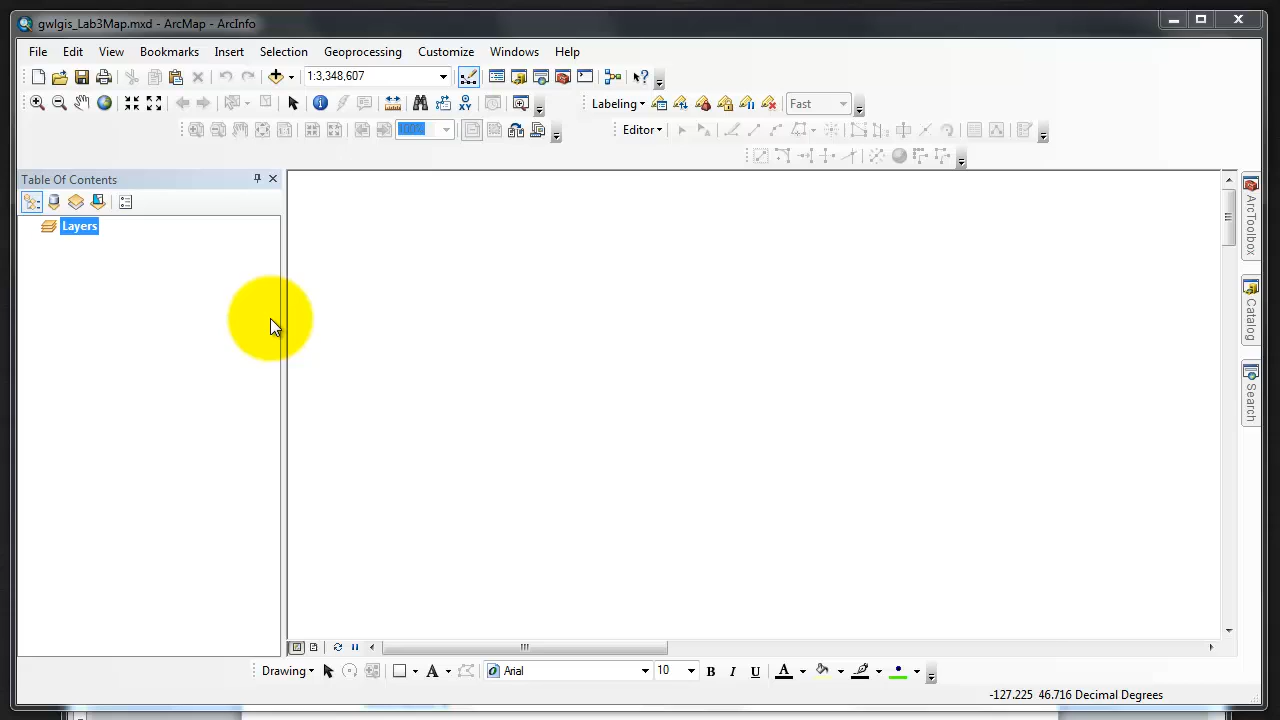 gwlgis_Lab3Map.mxd - ArcMap - ArcInfo
File Edit View Bookmarks Insert Selection Geoprocessing Customize Windows Help
1:3,348,607
Labeling Fast
100% Editor
Table Of Contents
Layers
ArcToolbox
Catalog
Search
Drawing A Arial 10 B I U A
-127.225 46.716 Decimal Degrees